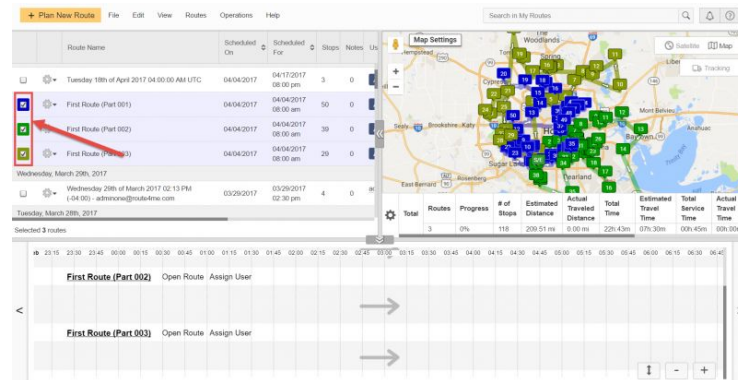 + Plan New Route File Edit View Routes Operations Help Search in My Routes
Route Name Scheduled On Scheduled For Stops Notes Us
Tuesday 18th of April 2017 04:00:00 AM UTC 04/04/2017 04/17/2017 08:00 pm 3 0
First Route (Part 001) 04/04/2017 04/04/2017 08:00 am 50 0
First Route (Part 002) 04/04/2017 04/04/2017 08:00 am 39 0
First Route (Part 003) 04/04/2017 04/04/2017 08:00 am 29 0
Wednesday, March 29th, 2017
Wednesday 29th of March 2017 02:13 PM 03/29/2017 03/29/2017 4 0
(-04:00) - adminone@route4me.com 02:30 pm
Tuesday, March 28th, 2017
Selected 3 routes
Map Settings
Satellite Map
Tracking
Woodlands
Spring
Mont Belvieu
Anahuac
Sealy Brookshire Katy
Baytown
Sugar Land
Pearland
Rosenberg
East Bernard
Total Routes Progress # of Stops Estimated Distance Actual Traveled Distance Total Time Estimated Travel Time Total Service Time Actual Travel Time
3 0% 118 209.51 mi 0.00 mi 22h:43m 07h:30m 00h:45m 00h:00
23:15 23:30 23:45 00:00 00:15 00:30 00:45 01:00 01:15 01:30 01:45 02:00 02:15 02:30 02:45 03:00 03:15 03:30 03:45 04:00 04:15 04:30 04:45 05:00 05:15 05:30 05:45 06:00 06:15 06:30 06:45
First Route (Part 002) Open Route Assign User
First Route (Part 003) Open Route Assign User